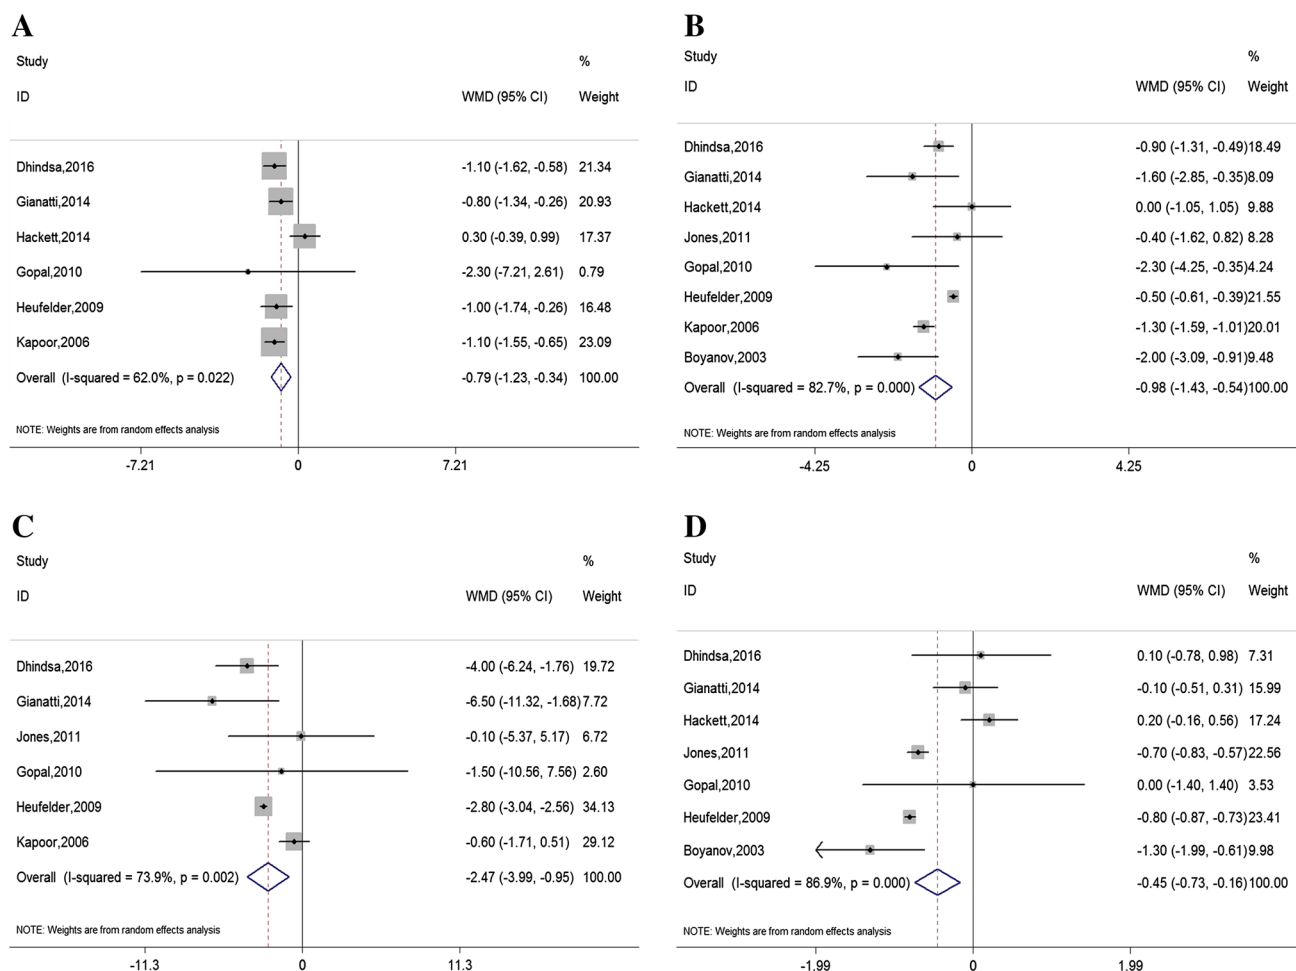 A
Study %
ID WMD (95% CI) Weight
Dhindsa,2016 -1.10 (-1.62, -0.58) 21.34
Gianatti,2014 -0.80 (-1.34, -0.26) 20.93
Hackett,2014 0.30 (-0.39, 0.99) 17.37
Gopal,2010 -2.30 (-7.21, 2.61) 0.79
Heufelder,2009 -1.00 (-1.74, -0.26) 16.48
Kapoor,2006 -1.10 (-1.55, -0.65) 23.09
Overall (I-squared = 62.0%, p = 0.022) -0.79 (-1.23, -0.34) 100.00
NOTE: Weights are from random effects analysis
-7.21 0 7.21
B
Study %
ID WMD (95% CI) Weight
Dhindsa,2016 -0.90 (-1.31, -0.49)18.49
Gianatti,2014 -1.60 (-2.85, -0.35)8.09
Hackett,2014 0.00 (-1.05, 1.05) 9.88
Jones,2011 -0.40 (-1.62, 0.82) 8.28
Gopal,2010 -2.30 (-4.25, -0.35)4.24
Heufelder,2009 -0.50 (-0.61, -0.39)21.55
Kapoor,2006 -1.30 (-1.59, -1.01)20.01
Boyanov,2003 -2.00 (-3.09, -0.91)9.48
Overall (I-squared = 82.7%, p = 0.000) -0.98 (-1.43, -0.54)100.00
NOTE: Weights are from random effects analysis
-4.25 0 4.25
C
Study %
ID WMD (95% CI) Weight
Dhindsa,2016 -4.00 (-6.24, -1.76) 19.72
Gianatti,2014 -6.50 (-11.32, -1.68) 7.72
Jones,2011 -0.10 (-5.37, 5.17) 6.72
Gopal,2010 -1.50 (-10.56, 7.56) 2.60
Heufelder,2009 -2.80 (-3.04, -2.56) 34.13
Kapoor,2006 -0.60 (-1.71, 0.51) 29.12
Overall (I-squared = 73.9%, p = 0.002) -2.47 (-3.99, -0.95) 100.00
NOTE: Weights are from random effects analysis
-11.3 0 11.3
D
Study %
ID WMD (95% CI) Weight
Dhindsa,2016 0.10 (-0.78, 0.98) 7.31
Gianatti,2014 -0.10 (-0.51, 0.31) 15.99
Hackett,2014 0.20 (-0.16, 0.56) 17.24
Jones,2011 -0.70 (-0.83, -0.57)22.56
Gopal,2010 0.00 (-1.40, 1.40) 3.53
Heufelder,2009 -0.80 (-0.87, -0.73)23.41
Boyanov,2003 -1.30 (-1.99, -0.61)9.98
Overall (I-squared = 86.9%, p = 0.000) -0.45 (-0.73, -0.16)100.00
NOTE: Weights are from random effects analysis
-1.99 0 1.99